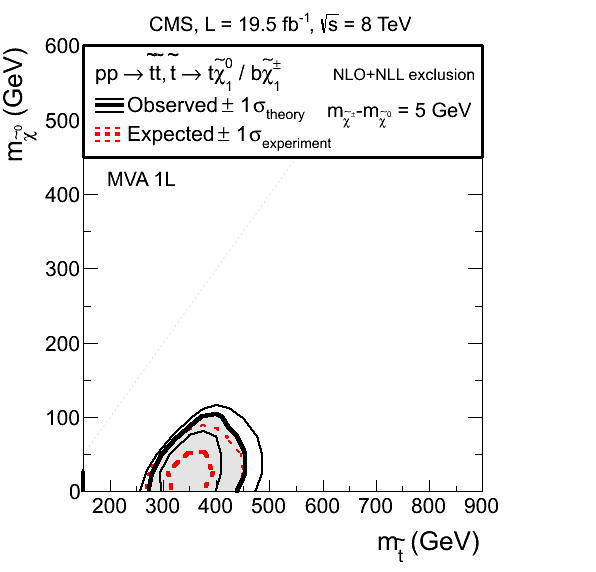 CMS, L = 19.5 fb⁻¹, √s = 8 TeV
pp → t̃t̃, t̃ → tχ̃₁⁰ / bχ̃₁± NLO+NLL exclusion
Observed ± 1σtheory mχ̃±-mχ̃⁰ = 5 GeV
Expected ± 1σexperiment
MVA 1L
mχ̃⁰ (GeV)
600
500
400
300
200
100
0
200 300 400 500 600 700 800 900
mt̃ (GeV)